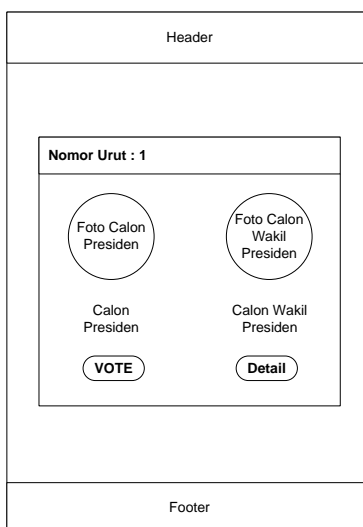 Header
Nomor Urut : 1
Foto Calon
Presiden
Foto Calon
Wakil
Presiden
Calon
Presiden
Calon Wakil
Presiden
VOTE
Detail
Footer